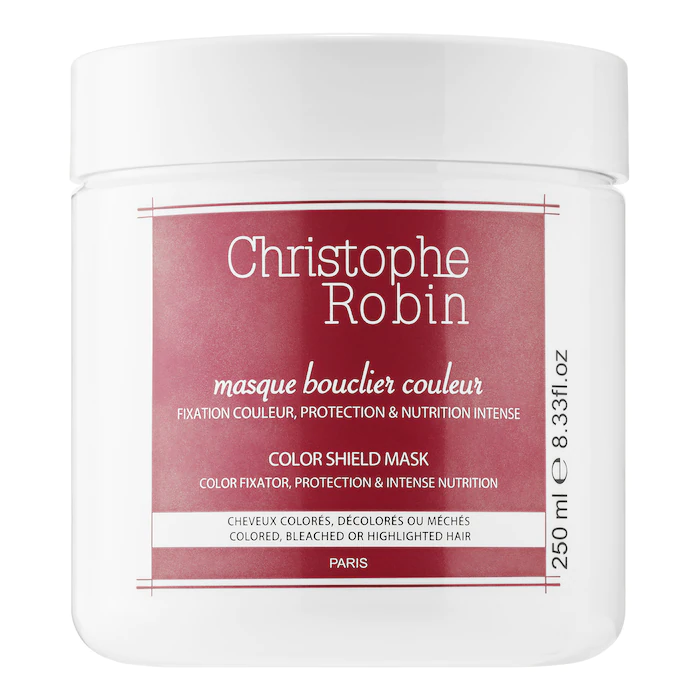 Christophe
Robin
masque bouclier couleur
FIXATION COULEUR, PROTECTION & NUTRITION INTENSE
COLOR SHIELD MASK
COLOR FIXATOR, PROTECTION & INTENSE NUTRITION
CHEVEUX COLORÉS, DÉCOLORÉS OU MÉCHÉS
COLORED, BLEACHED OR HIGHLIGHTED HAIR
PARIS
250 ml ℮ 8.33fl.oz